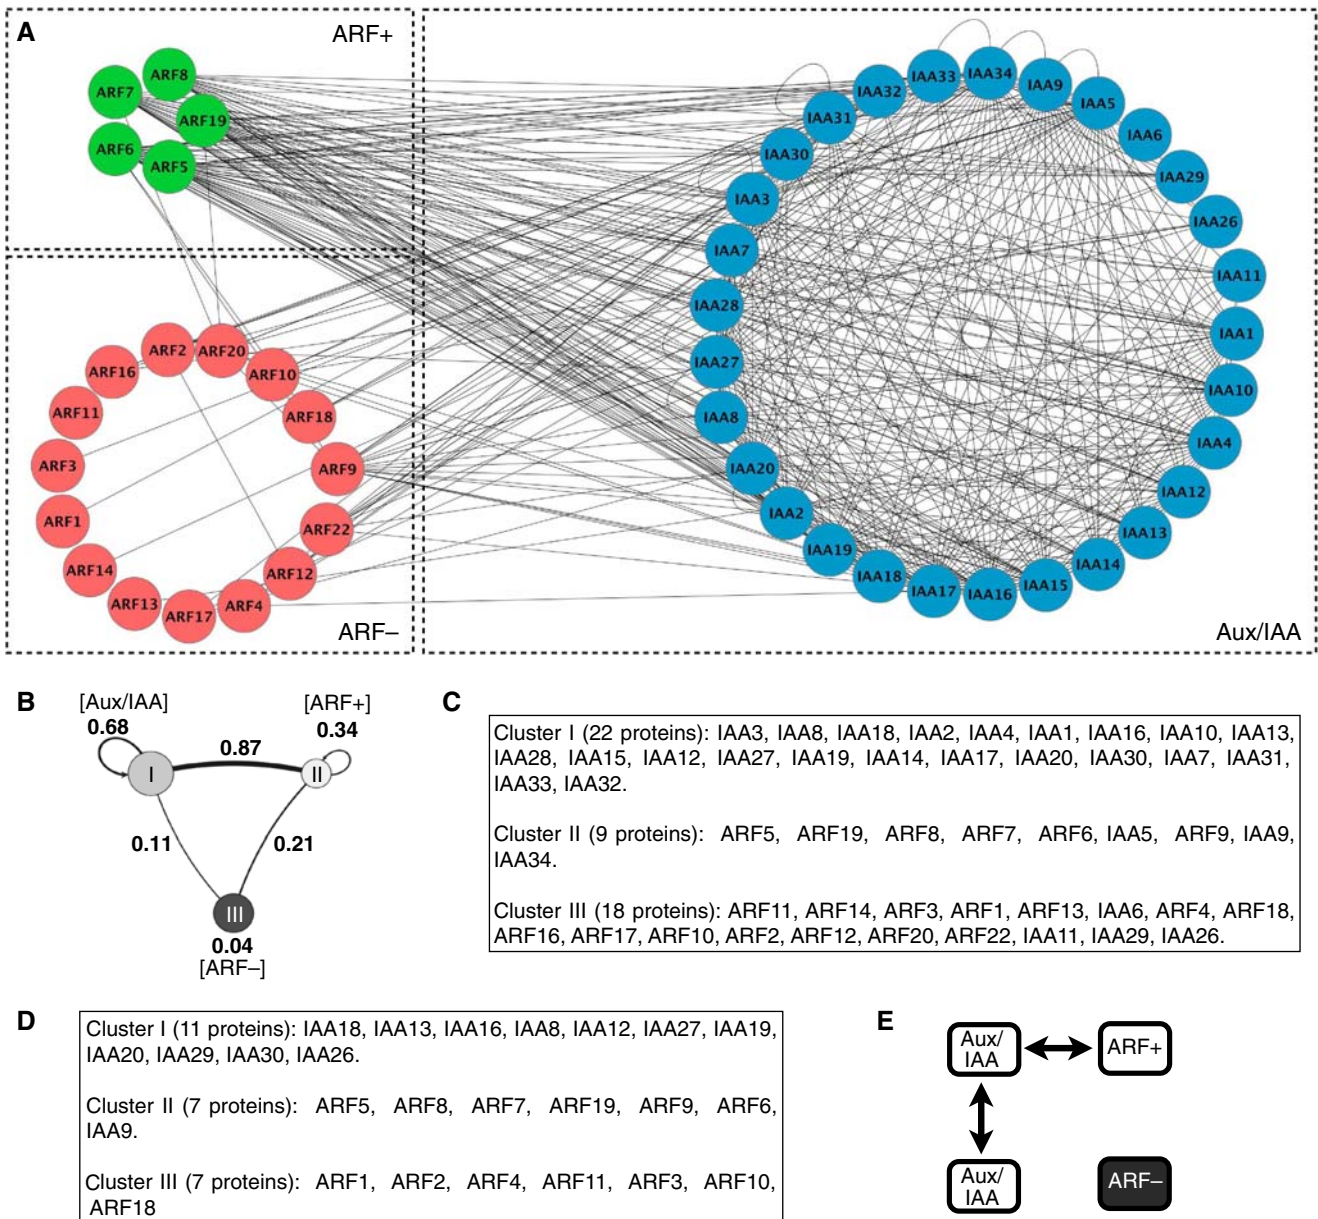 A
ARF+
ARF8
ARF7
ARF19
ARF6
ARF5
ARF2
ARF20
ARF16
ARF10
ARF11
ARF18
ARF3
ARF9
ARF1
ARF22
ARF14
ARF12
ARF13
ARF4
ARF17
ARF–
IAA34
IAA33
IAA9
IAA32
IAA5
IAA31
IAA6
IAA30
IAA29
IAA3
IAA26
IAA7
IAA11
IAA28
IAA1
IAA27
IAA10
IAA8
IAA4
IAA20
IAA12
IAA2
IAA13
IAA19
IAA14
IAA18
IAA15
IAA17
IAA16
Aux/IAA
B
[Aux/IAA]
0.68
[ARF+]
0.34
0.87
I
II
0.11
0.21
III
0.04
[ARF–]
C
Cluster I (22 proteins): IAA3, IAA8, IAA18, IAA2, IAA4, IAA1, IAA16, IAA10, IAA13,
IAA28, IAA15, IAA12, IAA27, IAA19, IAA14, IAA17, IAA20, IAA30, IAA7, IAA31,
IAA33, IAA32.
Cluster II (9 proteins): ARF5, ARF19, ARF8, ARF7, ARF6, IAA5, ARF9, IAA9,
IAA34.
Cluster III (18 proteins): ARF11, ARF14, ARF3, ARF1, ARF13, IAA6, ARF4, ARF18,
ARF16, ARF17, ARF10, ARF2, ARF12, ARF20, ARF22, IAA11, IAA29, IAA26.
D
Cluster I (11 proteins): IAA18, IAA13, IAA16, IAA8, IAA12, IAA27, IAA19,
IAA20, IAA29, IAA30, IAA26.
Cluster II (7 proteins): ARF5, ARF8, ARF7, ARF19, ARF9, ARF6,
IAA9.
Cluster III (7 proteins): ARF1, ARF2, ARF4, ARF11, ARF3, ARF10,
ARF18
E
Aux/
IAA
ARF+
Aux/
IAA
ARF–